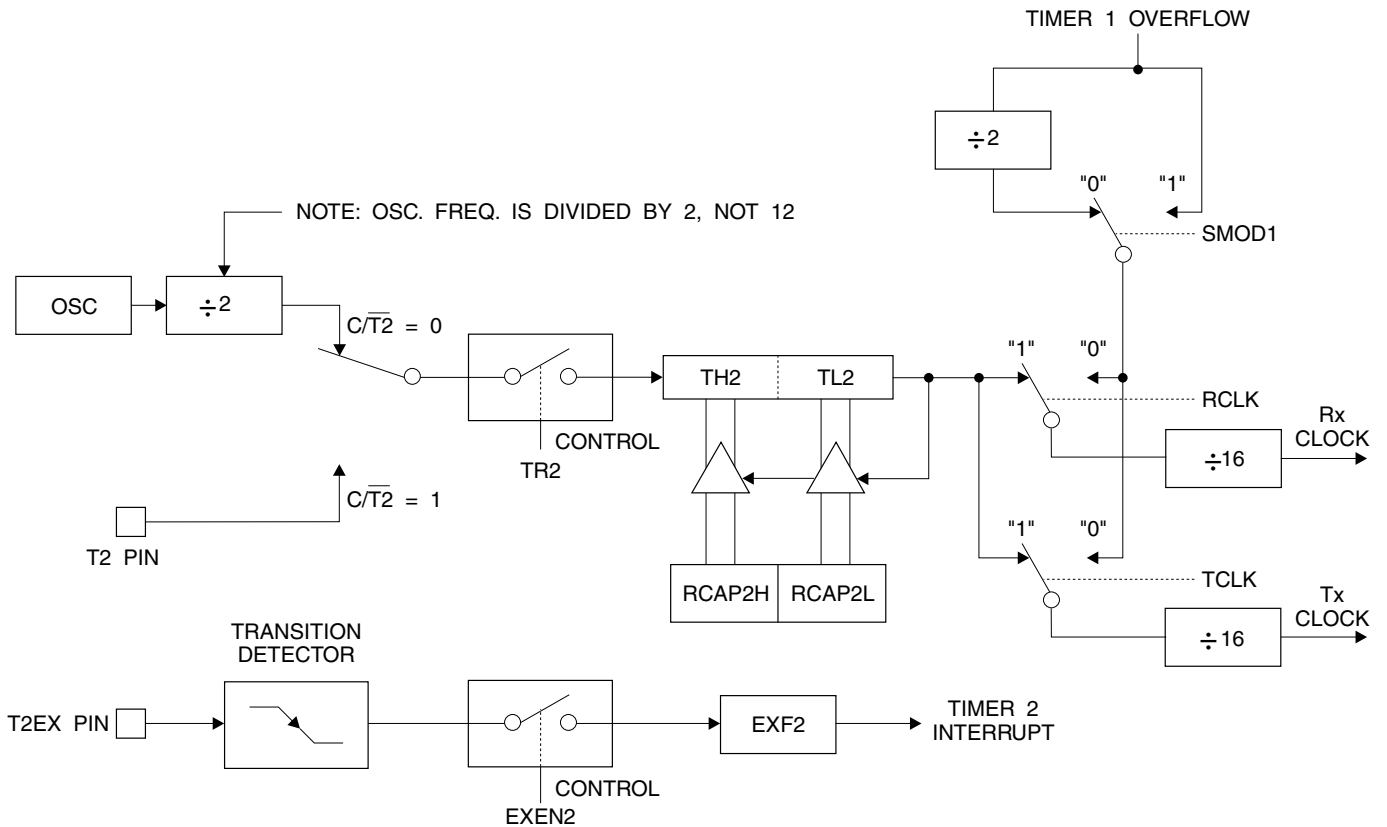 TIMER 1 OVERFLOW
÷2
"0" "1"
NOTE: OSC. FREQ. IS DIVIDED BY 2, NOT 12
SMOD1
OSC
÷2
C/T2̅ = 0
"1" "0"
TH2 TL2
RCLK
CONTROL
TR2
Rx
CLOCK
÷16
C/T2̅ = 1
T2 PIN
"1" "0"
RCAP2H RCAP2L
TCLK
Tx
CLOCK
÷16
TRANSITION
DETECTOR
T2EX PIN
EXF2
TIMER 2
INTERRUPT
CONTROL
EXEN2